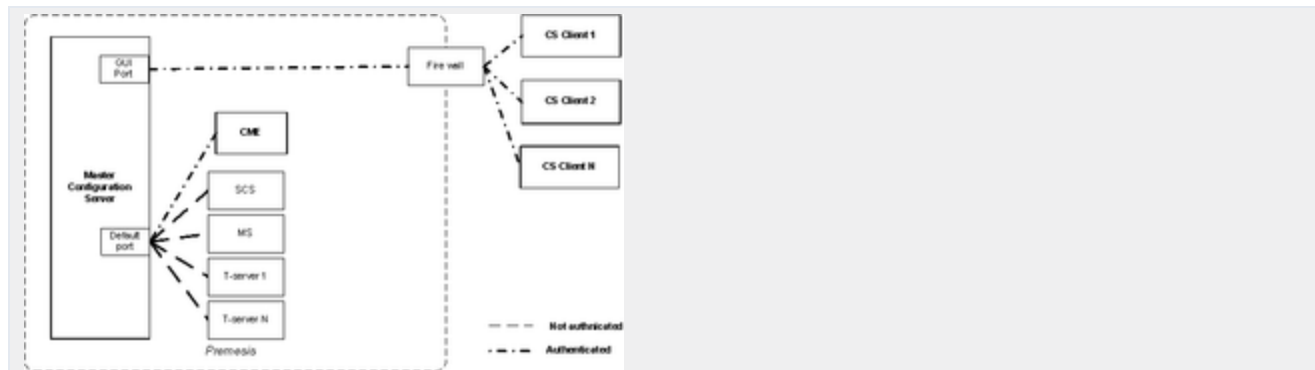 GUI
Port
Fire wall
CS Client 1
CS Client 2
CS Client N
CME
SCS
MS
T-server 1
T-server N
Master
Configuration
Server
Default
port
Premesis
Not authnicated
Authenticated